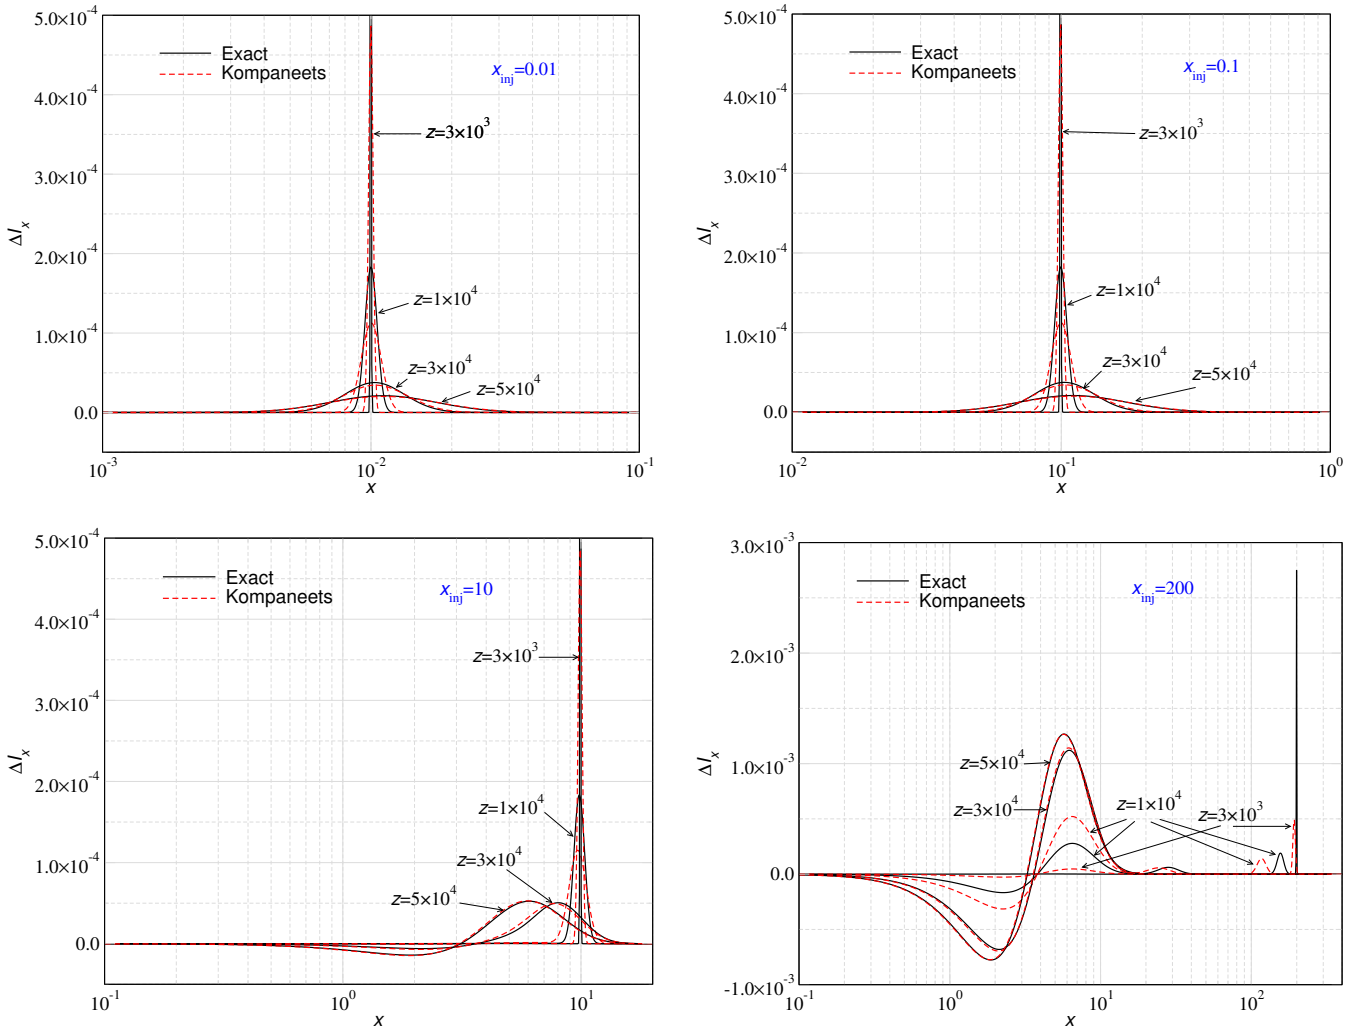 5.0×10⁻⁴
4.0×10⁻⁴
3.0×10⁻⁴
2.0×10⁻⁴
1.0×10⁻⁴
0.0
ΔIₓ
Exact
Kompaneets
x_inj=0.01
z=3×10³
z=1×10⁴
z=3×10⁴
z=5×10⁴
10⁻³
10⁻²
10⁻¹
x
5.0×10⁻⁴
4.0×10⁻⁴
3.0×10⁻⁴
2.0×10⁻⁴
1.0×10⁻⁴
0.0
ΔIₓ
Exact
Kompaneets
x_inj=0.1
z=3×10³
z=1×10⁴
z=3×10⁴
z=5×10⁴
10⁻²
10⁻¹
10⁰
x
5.0×10⁻⁴
4.0×10⁻⁴
3.0×10⁻⁴
2.0×10⁻⁴
1.0×10⁻⁴
0.0
ΔIₓ
Exact
Kompaneets
x_inj=10
z=3×10³
z=1×10⁴
z=3×10⁴
z=5×10⁴
10⁻¹
10⁰
10¹
x
3.0×10⁻³
2.0×10⁻³
1.0×10⁻³
0.0
-1.0×10⁻³
ΔIₓ
Exact
Kompaneets
x_inj=200
z=5×10⁴
z=3×10⁴
z=1×10⁴
z=3×10³
10⁻¹
10⁰
10¹
10²
x